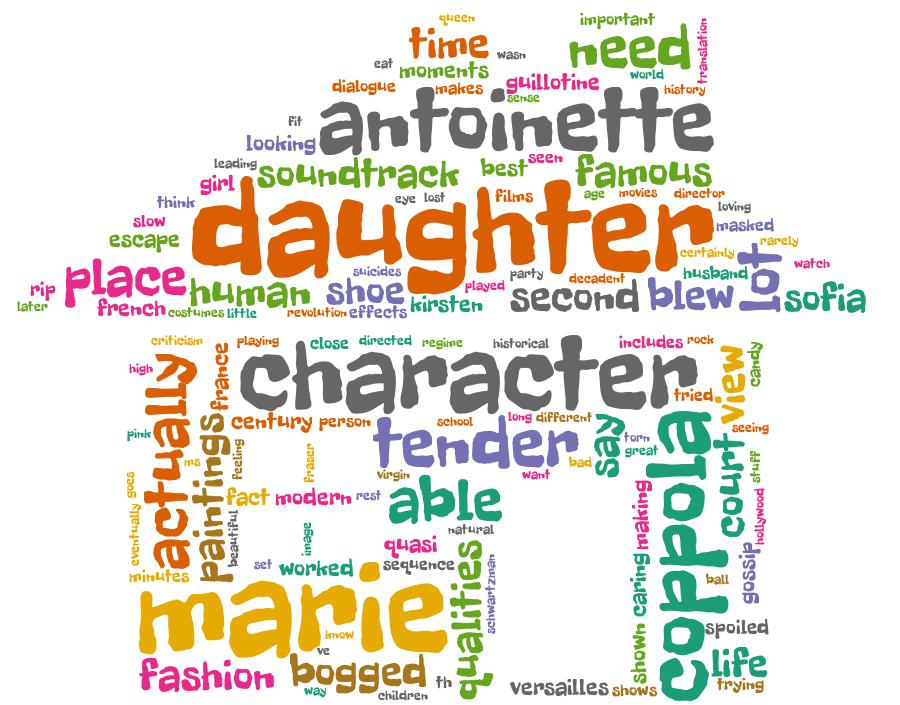 queen
important
time
need
translation
eat
wasn
moments
world
dialogue
makes
guillotine
history
sense
antoinette
fit
looking
leading
soundtrack
best
seen
famous
girl
age
movies
director
think
eye
lost
films
loving
daughter
slow
masked
escape
certainly
rarely
place
suicides
party
decadent
husband
lot
watch
rip
human
shoe
played
second
blew
sofia
later
french
costumes
little
revolution
effects
kirsten
criticism
playing
close
directed
regime
historical
includes
rock
high
actually
france
character
tried
view
candy
century
person
school
long
different
pink
paintings
feeling
tender
say
torn
great
coppola
court
seeing
ms
fraser
virgin
want
bad
stuff
eventually
goes
fact
modern
rest
able
making
hollywood
beautiful
image
natural
quasi
gossip
minutes
set
worked
sequence
qualities
schwartzman
caring
ball
marie
know
shown
spoiled
ve
fashion
bogged
th
life
way
children
versailles
shows
trying